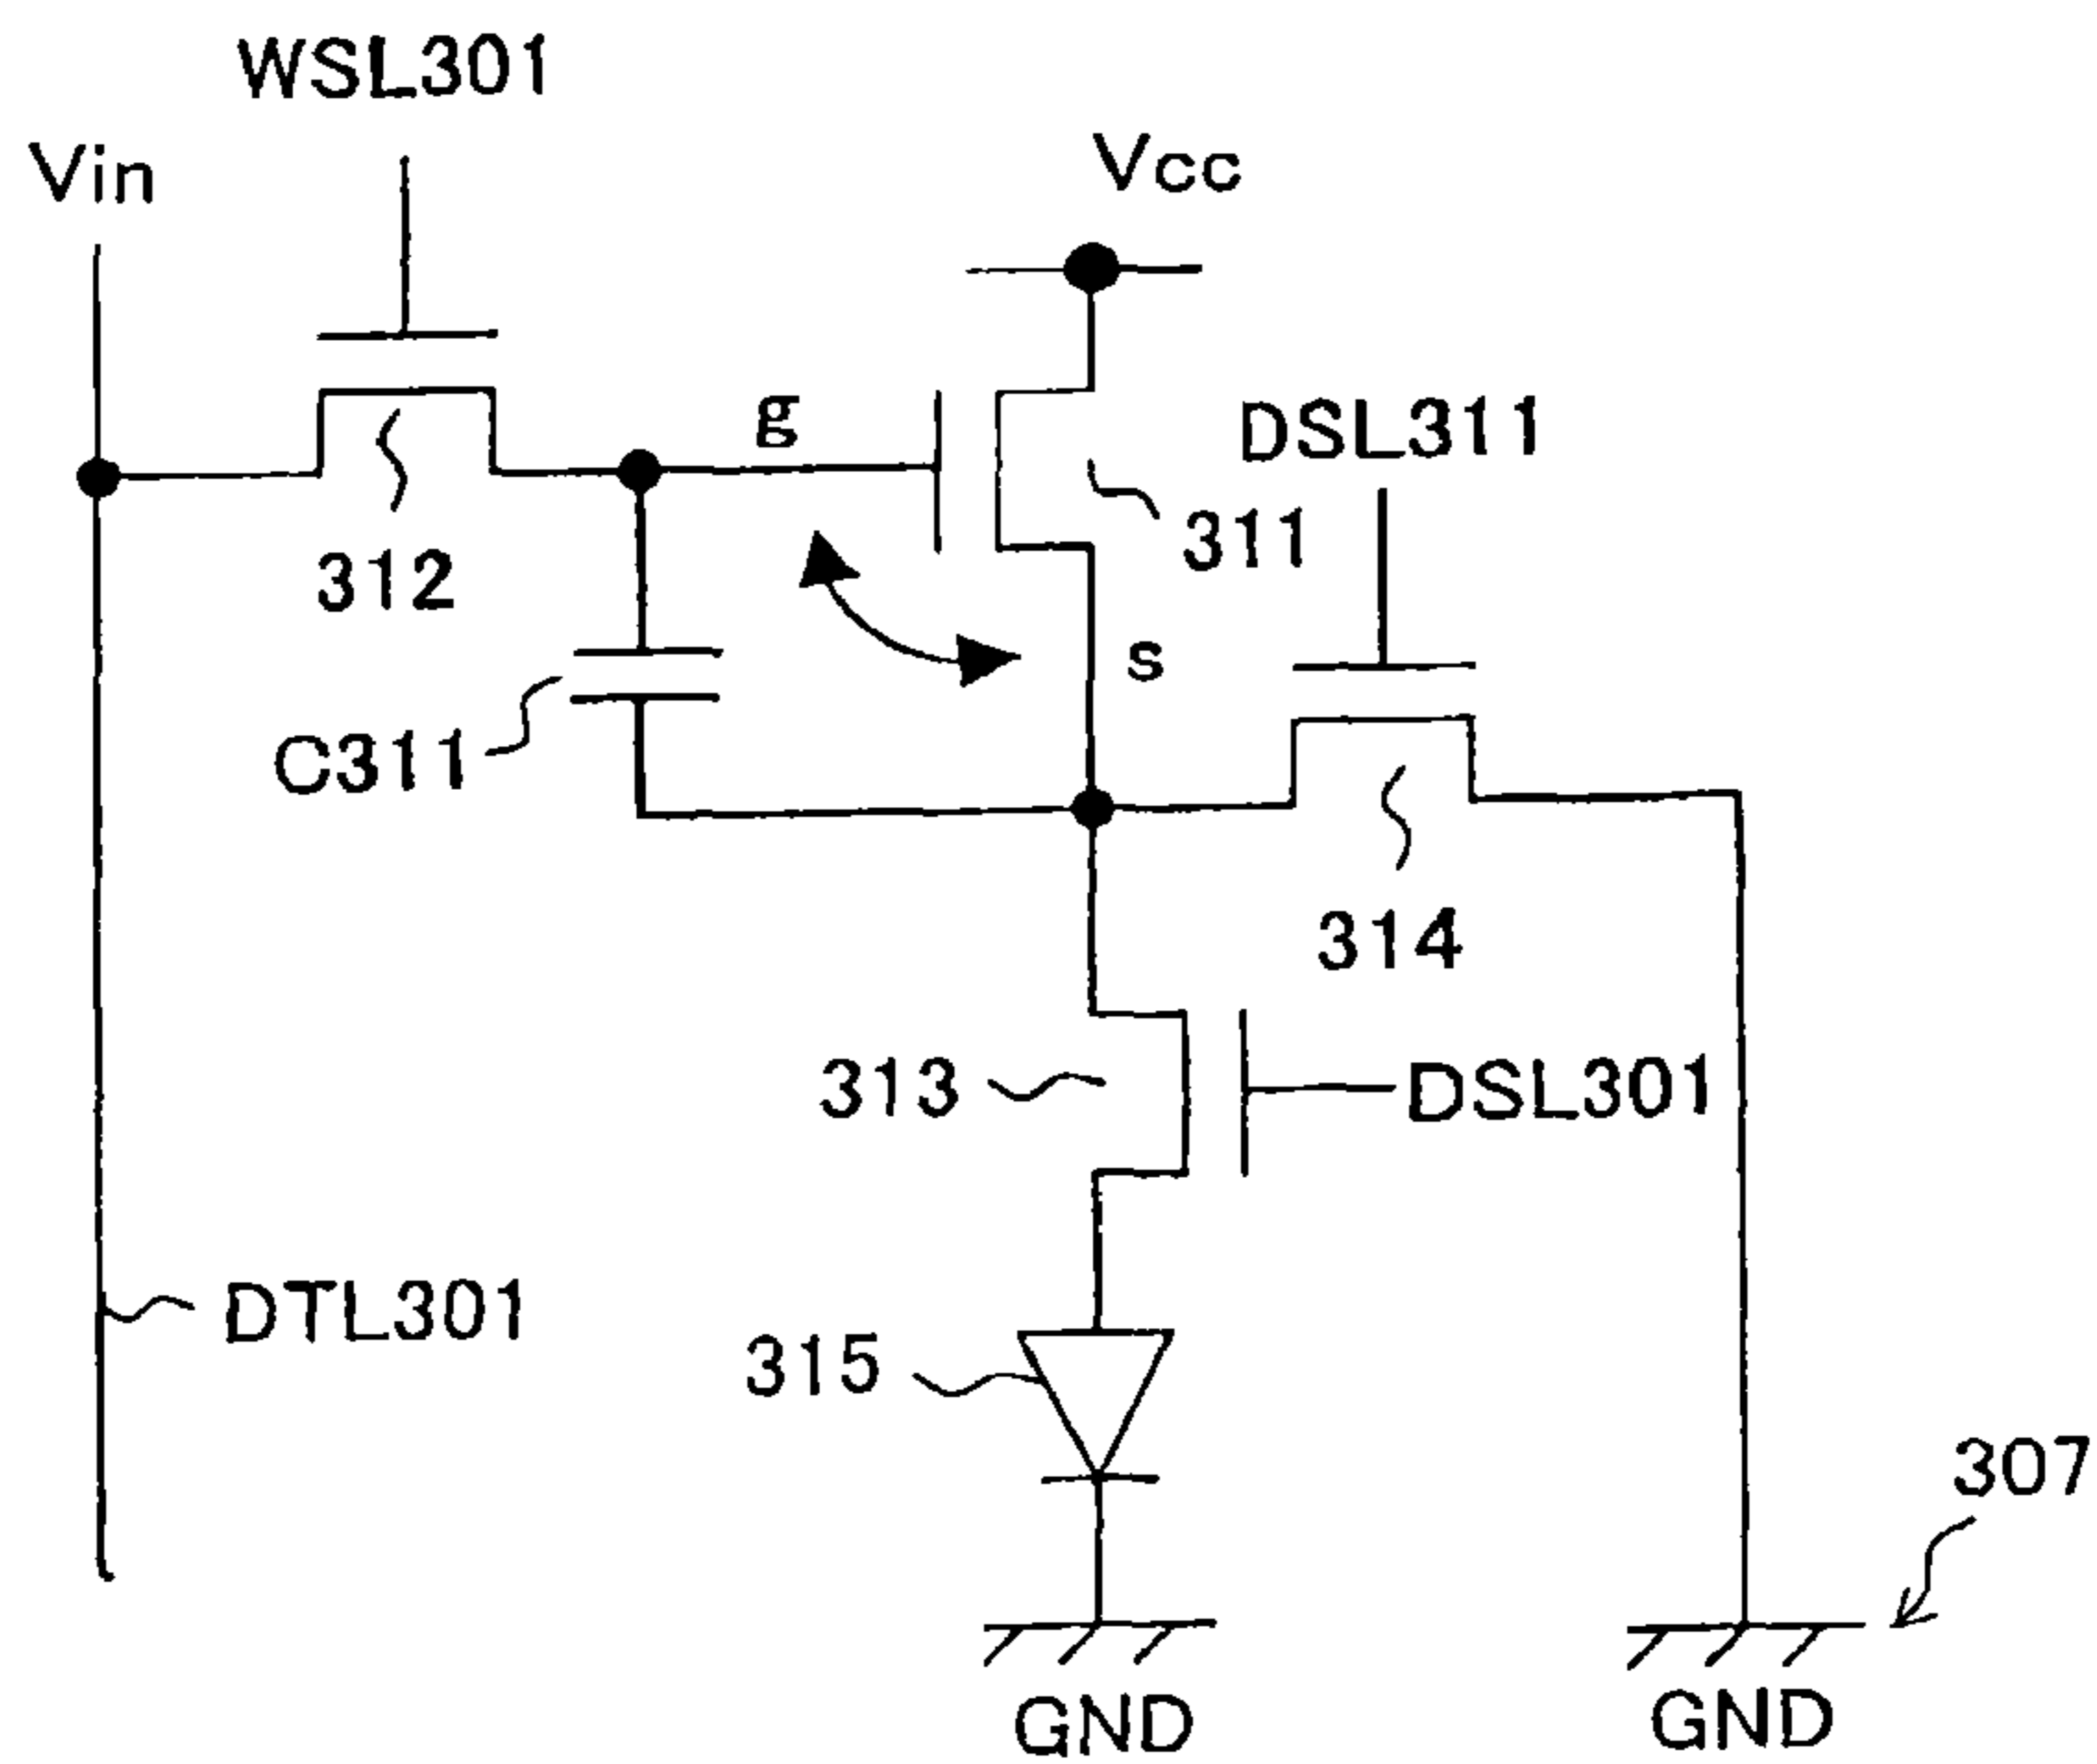 WSL301
Vin
Vcc
g
DSL311
311
312
s
C311
314
313
DSL301
DTL301
315
307
GND
GND